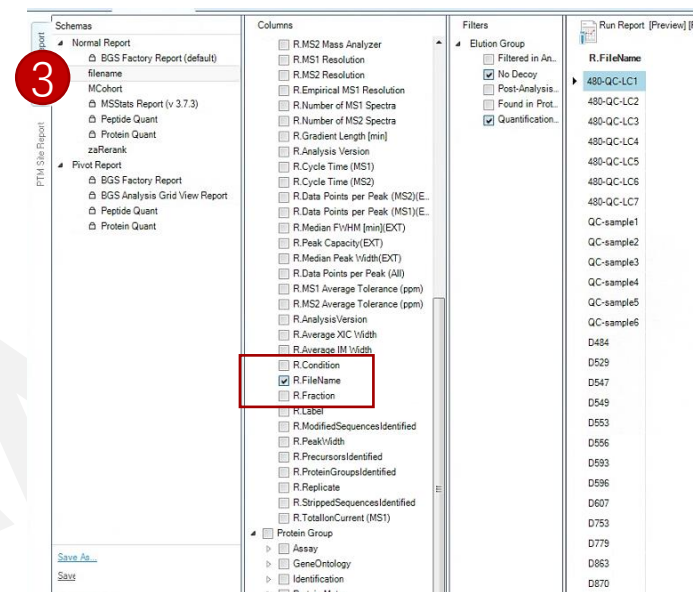 Schemas
Normal Report
BGS Factory Report (default)
filename
MCohort
MSStats Report (v 3.7.3)
Peptide Quant
Protein Quant
zaRerank
Pivot Report
BGS Factory Report
BGS Analysis Grid View Report
Peptide Quant
Protein Quant
Save As...
Save
3
PTM Site Report
Columns
R.MS2 Mass Analyzer
R.MS1 Resolution
R.MS2 Resolution
R.Empirical MS1 Resolution
R.Number of MS1 Spectra
R.Number of MS2 Spectra
R.Gradient Length [min]
R.Analysis Version
R.Cycle Time (MS1)
R.Cycle Time (MS2)
R.Data Points per Peak (MS2)(E..
R.Data Points per Peak (MS1)(E..
R.Median FWHM [min](EXT)
R.Peak Capacity(EXT)
R.Median Peak Width(EXT)
R.Data Points per Peak (All)
R.MS1 Average Tolerance (ppm)
R.MS2 Average Tolerance (ppm)
R.AnalysisVersion
R.Average XIC Width
R.Average IM Width
R.Condition
R.FileName
R.Fraction
R.Label
R.ModifiedSequencesIdentified
R.PeakWidth
R.PrecursorsIdentified
R.ProteinGroupsIdentified
R.Replicate
R.StrippedSequencesIdentified
R.TotalIonCurrent (MS1)
Protein Group
Assay
GeneOntology
Identification
Filters
Elution Group
Filtered in An..
No Decoy
Post-Analysis..
Found in Prot..
Quantification..
Run Report [Preview]
R.FileName
480-QC-LC1
480-QC-LC2
480-QC-LC3
480-QC-LC4
480-QC-LC5
480-QC-LC6
480-QC-LC7
QC-sample1
QC-sample2
QC-sample3
QC-sample4
QC-sample5
QC-sample6
D484
D529
D547
D549
D553
D556
D593
D596
D607
D753
D779
D863
D870